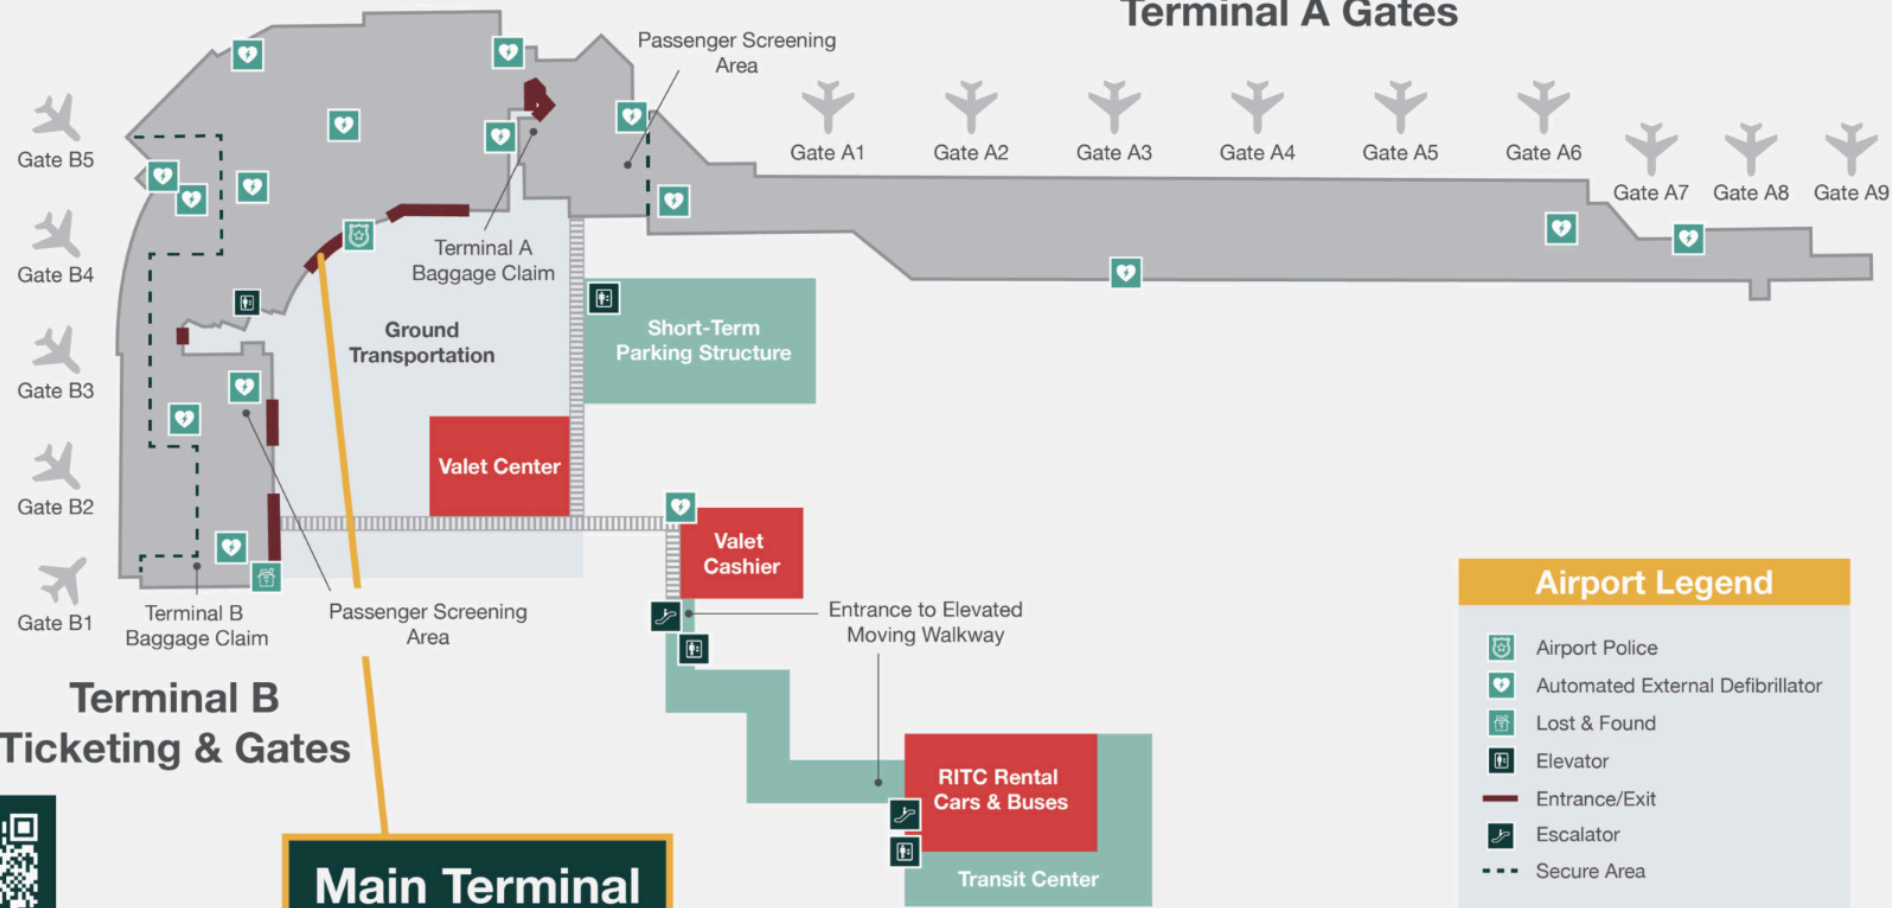 Terminal A Gates
Passenger Screening
Area
Gate A1
Gate A2
Gate A3
Gate A4
Gate A5
Gate A6
Gate A7
Gate A8
Gate A9
Gate B5
Gate B4
Gate B3
Gate B2
Gate B1
Terminal A
Baggage Claim
Ground
Transportation
Short-Term
Parking Structure
Valet Center
Valet
Cashier
Terminal B
Baggage Claim
Passenger Screening
Area
Entrance to Elevated
Moving Walkway
Terminal B
Ticketing & Gates
RITC Rental
Cars & Buses
Transit Center
Main Terminal
Airport Legend
Airport Police
Automated External Defibrillator
Lost & Found
Elevator
Entrance/Exit
Escalator
Secure Area